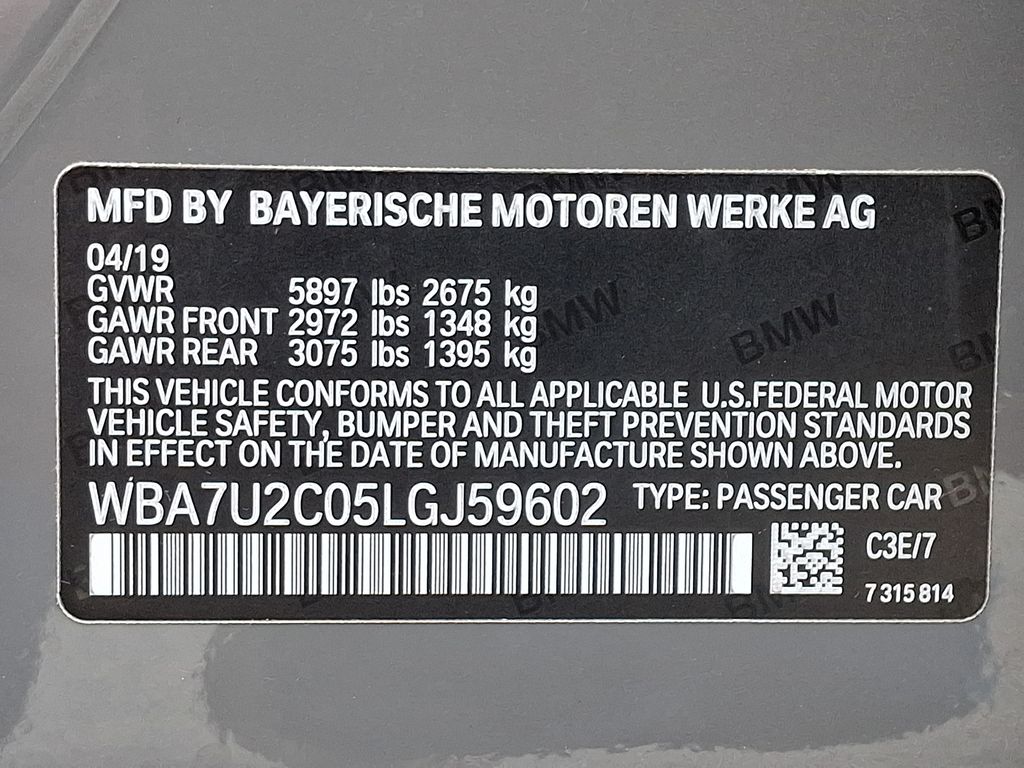 MFD BY BAYERISCHE MOTOREN WERKE AG
04/19
GVWR 5897 lbs 2675 kg
GAWR FRONT 2972 lbs 1348 kg
GAWR REAR 3075 lbs 1395 kg
THIS VEHICLE CONFORMS TO ALL APPLICABLE U.S.FEDERAL MOTOR
VEHICLE SAFETY, BUMPER AND THEFT PREVENTION STANDARDS
IN EFFECT ON THE DATE OF MANUFACTURE SHOWN ABOVE.
WBA7U2C05LGJ59602 TYPE: PASSENGER CAR
C3E/7
7 315 814
BMW
BMW